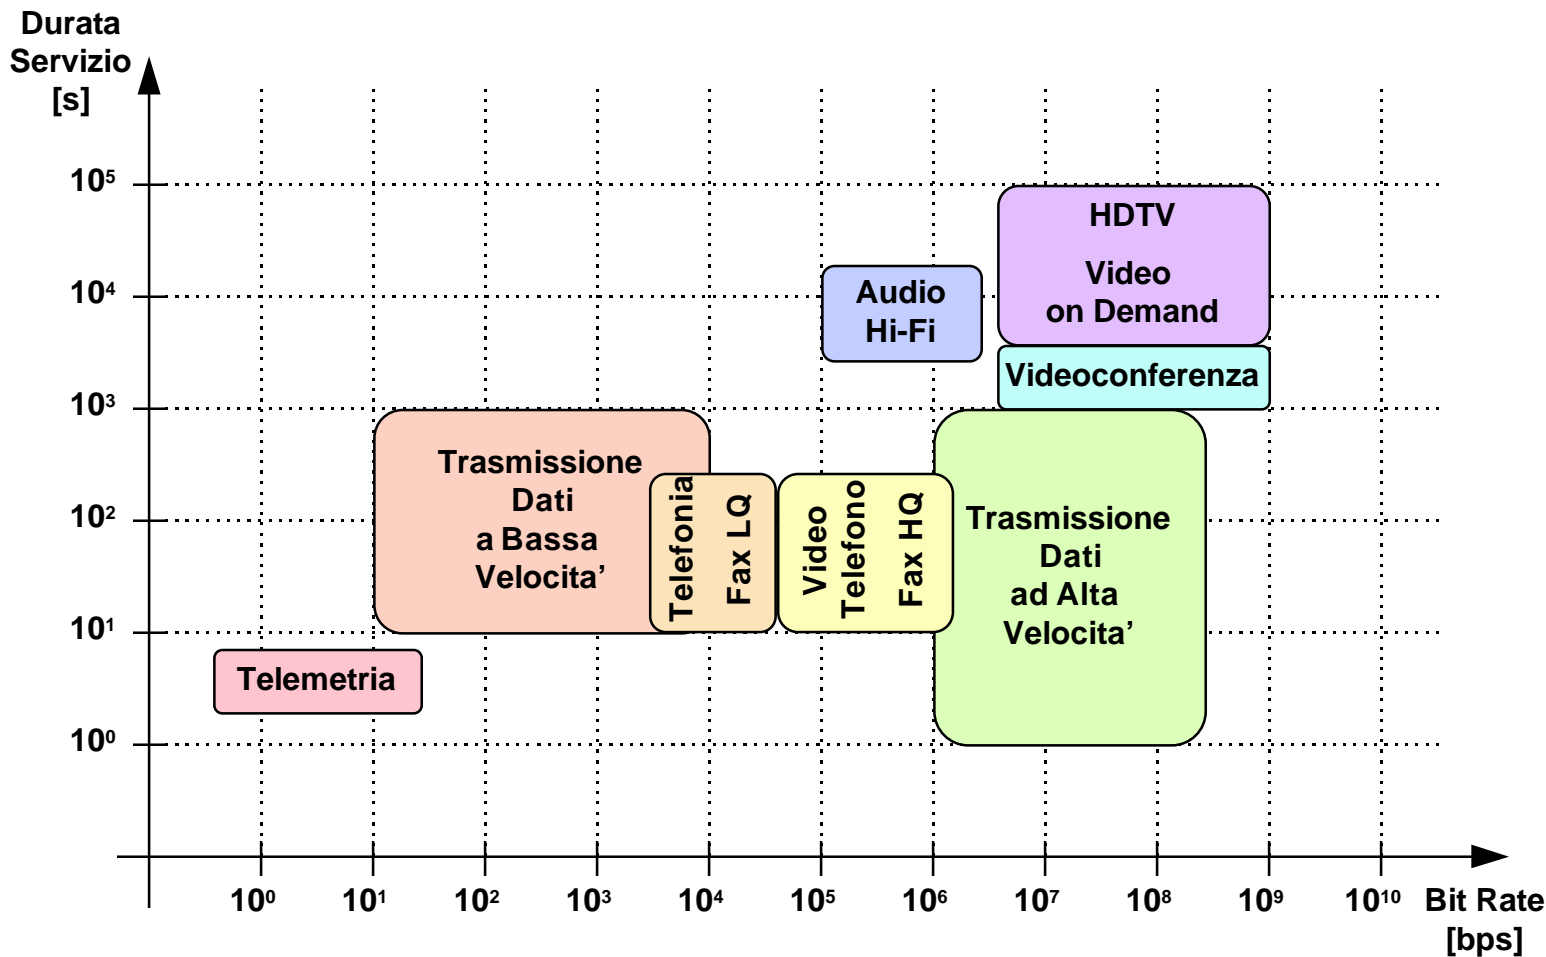 Durata
Servizio
[s]
10⁵
10⁴
10³
10²
10¹
10⁰
HDTV
Video
on Demand
Audio
Hi-Fi
Videoconferenza
Trasmissione
Dati
a Bassa
Velocita’
Telefonia
Fax LQ
Video
Telefono
Fax HQ
Trasmissione
Dati
ad Alta
Velocita’
Telemetria
10⁰ 10¹ 10² 10³ 10⁴ 10⁵ 10⁶ 10⁷ 10⁸ 10⁹ 10¹⁰
Bit Rate
[bps]